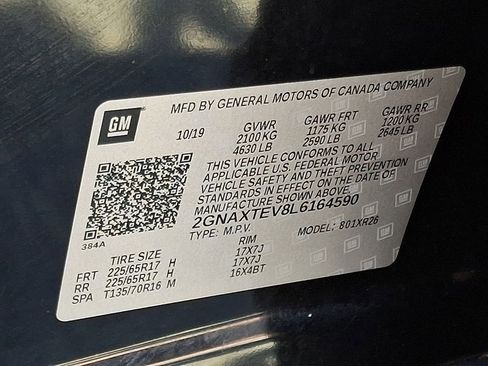 GM
MFD BY GENERAL MOTORS OF CANADA COMPANY
10/19 GVWR GAWR FRT GAWR RR
2100 KG 1175 KG 1200 KG
4630 LB 2590 LB 2645 LB
THIS VEHICLE CONFORMS TO ALL
APPLICABLE U.S. FEDERAL MOTOR
VEHICLE SAFETY AND THEFT PREVENTION
STANDARDS IN EFFECT ON THE DATE OF
MANUFACTURE SHOWN ABOVE.
2GNAXTEV8L6164590
TYPE: M.P.V. MODEL: 801XR26
384A
TIRE SIZE RIM
FRT 225/65R17 H 17X7J
RR 225/65R17 H 17X7J
SPA T135/70R16 M 16X4BT